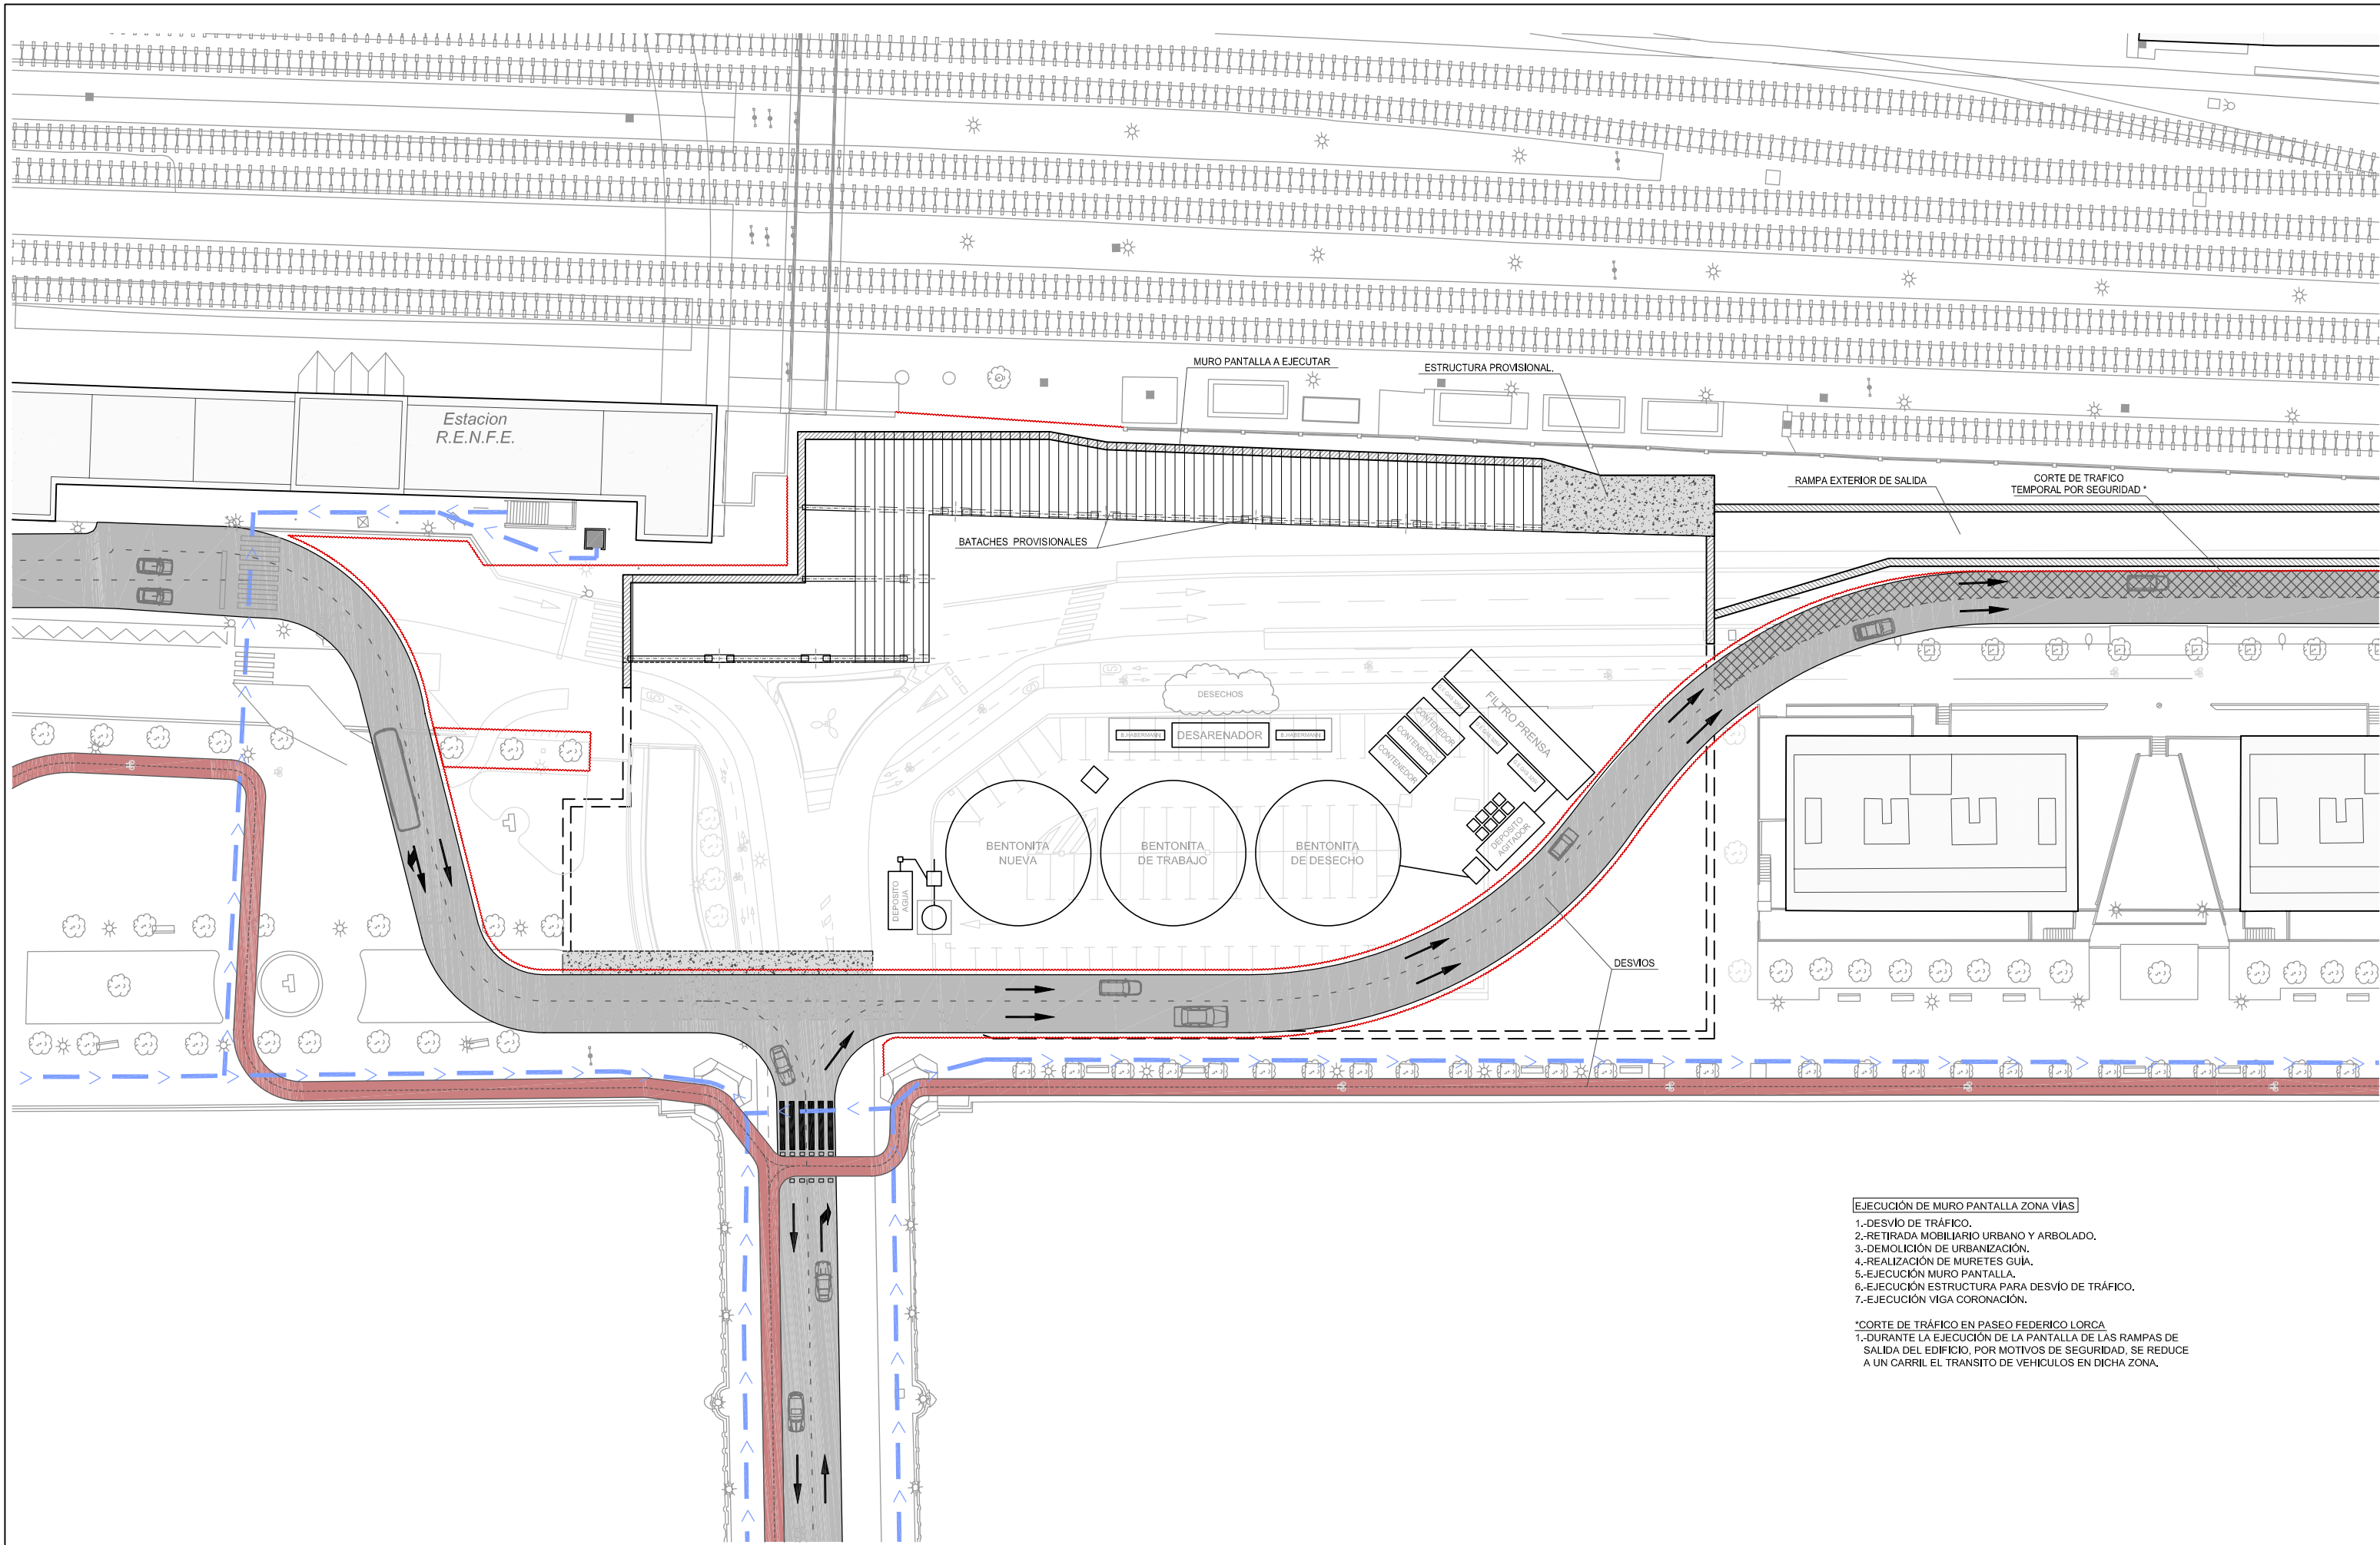 MURO PANTALLA A EJECUTAR
ESTRUCTURA PROVISIONAL.
Estacion
R.E.N.F.E.
RAMPA EXTERIOR DE SALIDA
CORTE DE TRAFICO
TEMPORAL POR SEGURIDAD *
BATACHES PROVISIONALES
DESECHOS
B.HABERMANN
DESARENADOR
B.HABERMANN
FILTRO PRENSA
CONTENEDOR
CONTENEDOR
CONTENEDOR
BENTONITA
NUEVA
BENTONITA
DE TRABAJO
BENTONITA
DE DESECHO
DEPOSITO
AGITADOR
DEPOSITO
AGUA
DESVIOS
EJECUCIÓN DE MURO PANTALLA ZONA VÍAS
1.-DESVÍO DE TRÁFICO.
2.-RETIRADA MOBILIARIO URBANO Y ARBOLADO.
3.-DEMOLICIÓN DE URBANIZACIÓN.
4.-REALIZACIÓN DE MURETES GUÍA.
5.-EJECUCIÓN MURO PANTALLA.
6.-EJECUCIÓN ESTRUCTURA PARA DESVÍO DE TRÁFICO.
7.-EJECUCIÓN VIGA CORONACIÓN.
*CORTE DE TRÁFICO EN PASEO FEDERICO LORCA
1.-DURANTE LA EJECUCIÓN DE LA PANTALLA DE LAS RAMPAS DE
SALIDA DEL EDIFICIO, POR MOTIVOS DE SEGURIDAD, SE REDUCE
A UN CARRIL EL TRANSITO DE VEHICULOS EN DICHA ZONA.